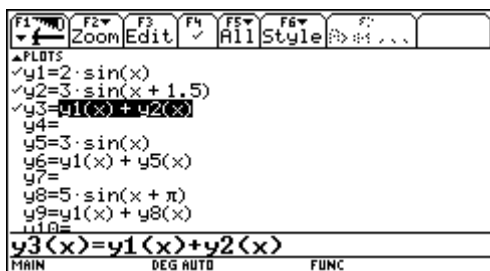 F1 F2 F3 F4 F5 F6
Zoom Edit ✓ All Style
▲PLOTS
✓y1=2·sin(x)
✓y2=3·sin(x + 1.5)
✓y3=y1(x) + y2(x)
y4=
y5=3·sin(x)
y6=y1(x) + y5(x)
y7=
y8=5·sin(x + π)
y9=y1(x) + y8(x)
y10=
y3(x)=y1(x)+y2(x)
MAIN DEG AUTO FUNC